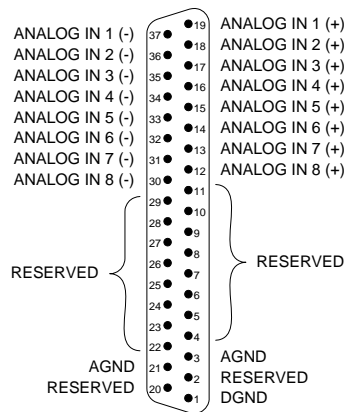 ANALOG IN 1 (-) 37 19 ANALOG IN 1 (+)
ANALOG IN 2 (-) 36 18 ANALOG IN 2 (+)
ANALOG IN 3 (-) 35 17 ANALOG IN 3 (+)
ANALOG IN 4 (-) 34 16 ANALOG IN 4 (+)
ANALOG IN 5 (-) 33 15 ANALOG IN 5 (+)
ANALOG IN 6 (-) 32 14 ANALOG IN 6 (+)
ANALOG IN 7 (-) 31 13 ANALOG IN 7 (+)
ANALOG IN 8 (-) 30 12 ANALOG IN 8 (+)
29 11
28 10
27 9
RESERVED 26 8 RESERVED
25 7
24 6
23 5
22 4
AGND 21 3 AGND
RESERVED 20 2 RESERVED
1 DGND